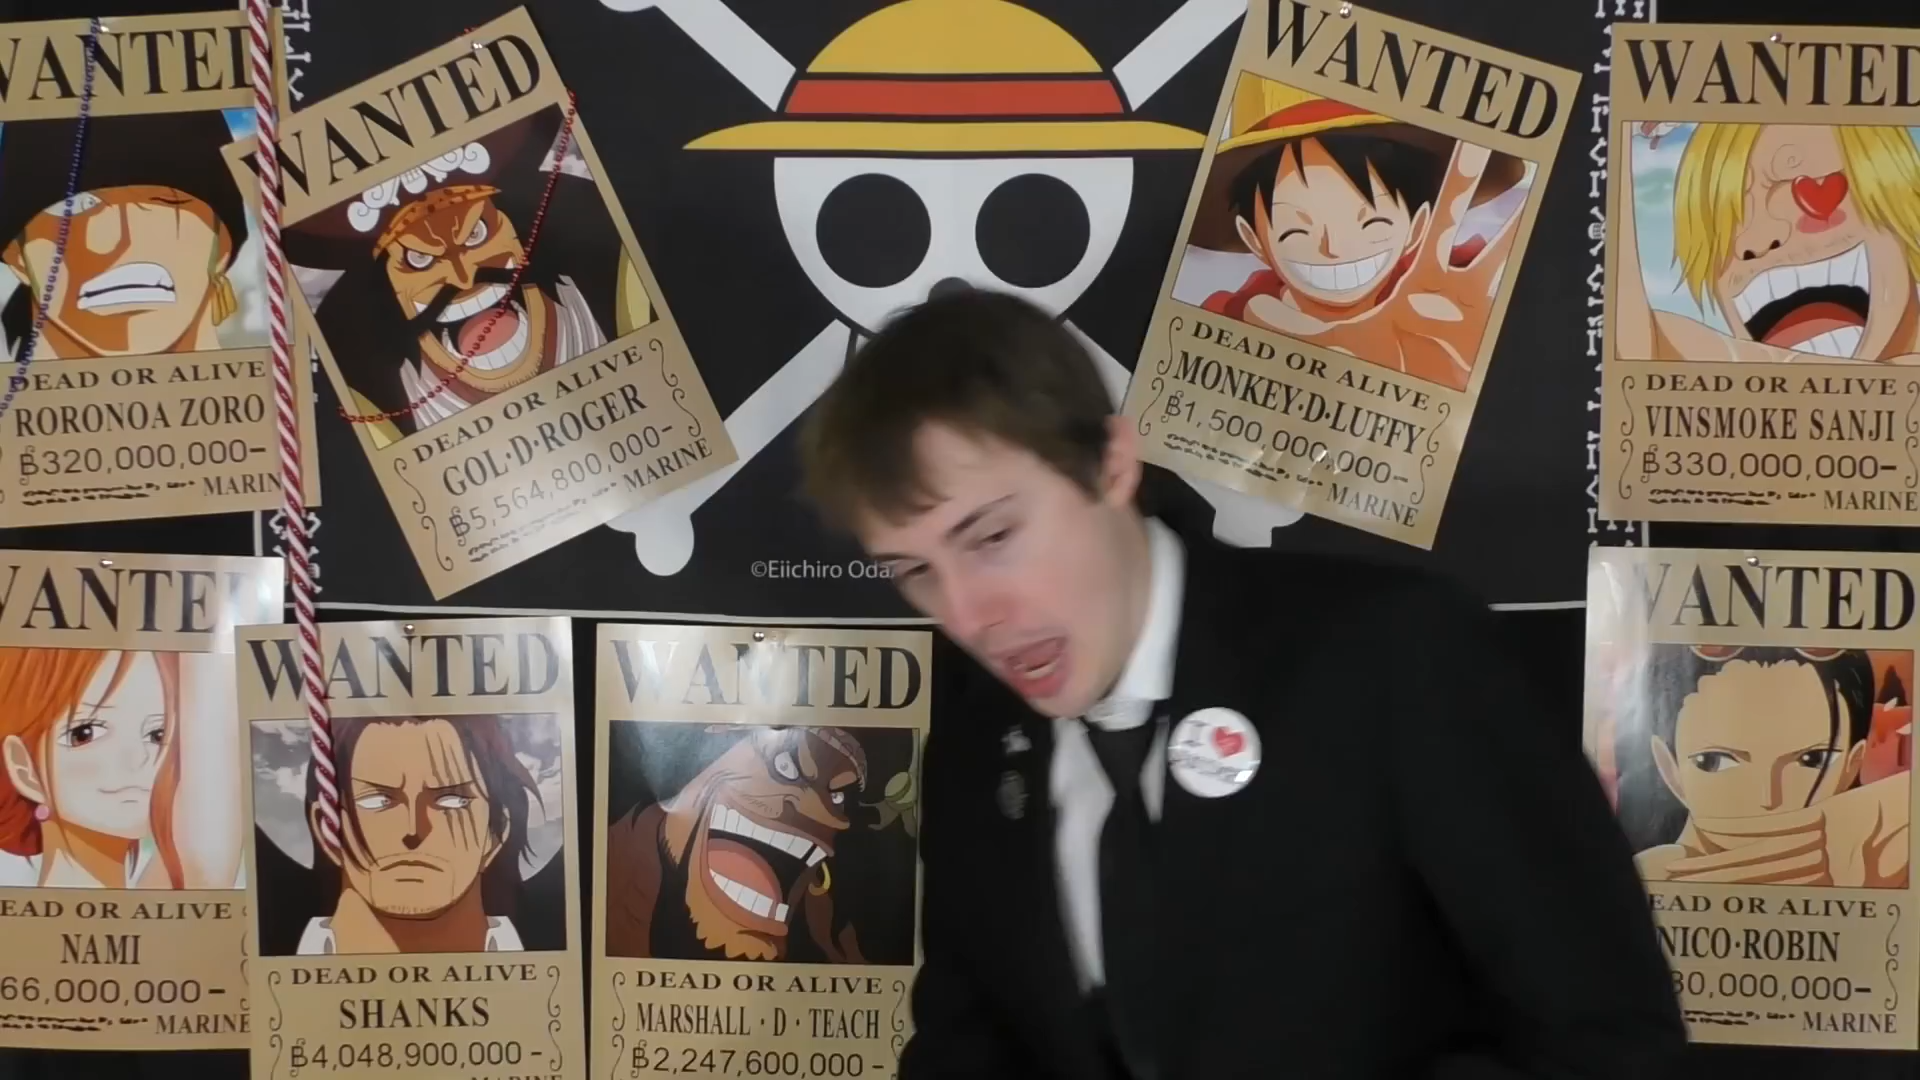 WANTED
DEAD OR ALIVE
RORONOA ZORO
฿320,000,000-
MARIN
WANTED
DEAD OR ALIVE
GOL·D·ROGER
฿5,564,800,000-
MARINE
WANTED
DEAD OR ALIVE
MONKEY·D·LUFFY
฿1,500,000,000-
MARINE
WANTED
DEAD OR ALIVE
VINSMOKE SANJI
฿330,000,000-
MARINE
©Eiichiro Oda
WANTED
EAD OR ALIVE
NAMI
66,000,000-
MARINE
WANTED
DEAD OR ALIVE
SHANKS
฿4,048,900,000-
WANTED
DEAD OR ALIVE
MARSHALL·D·TEACH
฿2,247,600,000-
I
WANTED
EAD OR ALIVE
NICO·ROBIN
30,000,000-
MARINE